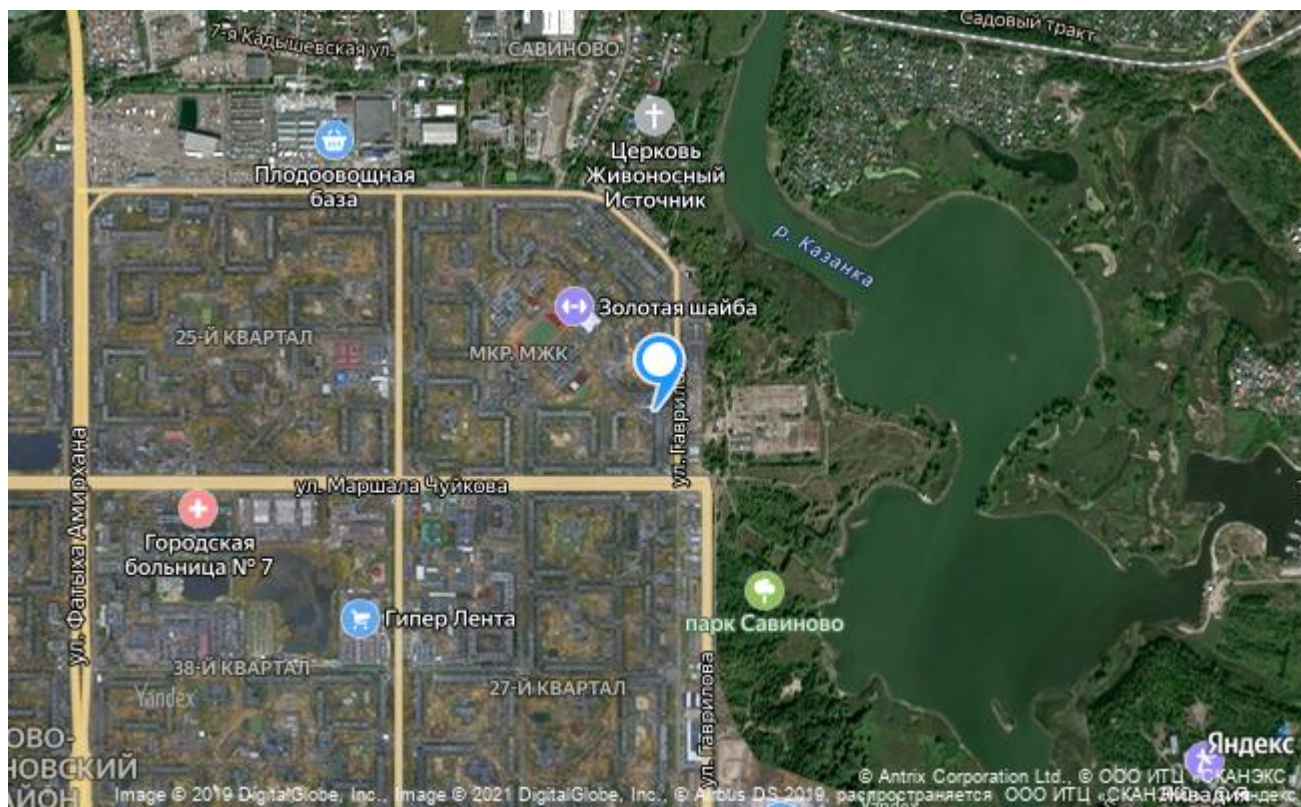 Садовый тракт
7-я Кадышевская ул.
САВИНОВО
Церковь
Живоносный
Источник
Плодоовощная
база
р. Казанка
Золотая шайба
25-Й КВАРТАЛ
МКР. МЖК
ул. Гаврилова
ул. Маршала Чуйкова
Городская
больница № 7
ул. Фатыха Амирхана
парк Савиново
Гипер Лента
38-Й КВАРТАЛ
27-Й КВАРТАЛ
Yandex
ул. Гаврилова
Яндекс
© Antrix Corporation Ltd., © ООО ИТЦ «СКАНЭКС»,
Image © 2019 DigitalGlobe, Inc., Image © 2021 DigitalGlobe, Inc., © Airbus DS 2019, распространяется ООО ИТЦ «СКАНЭКС»